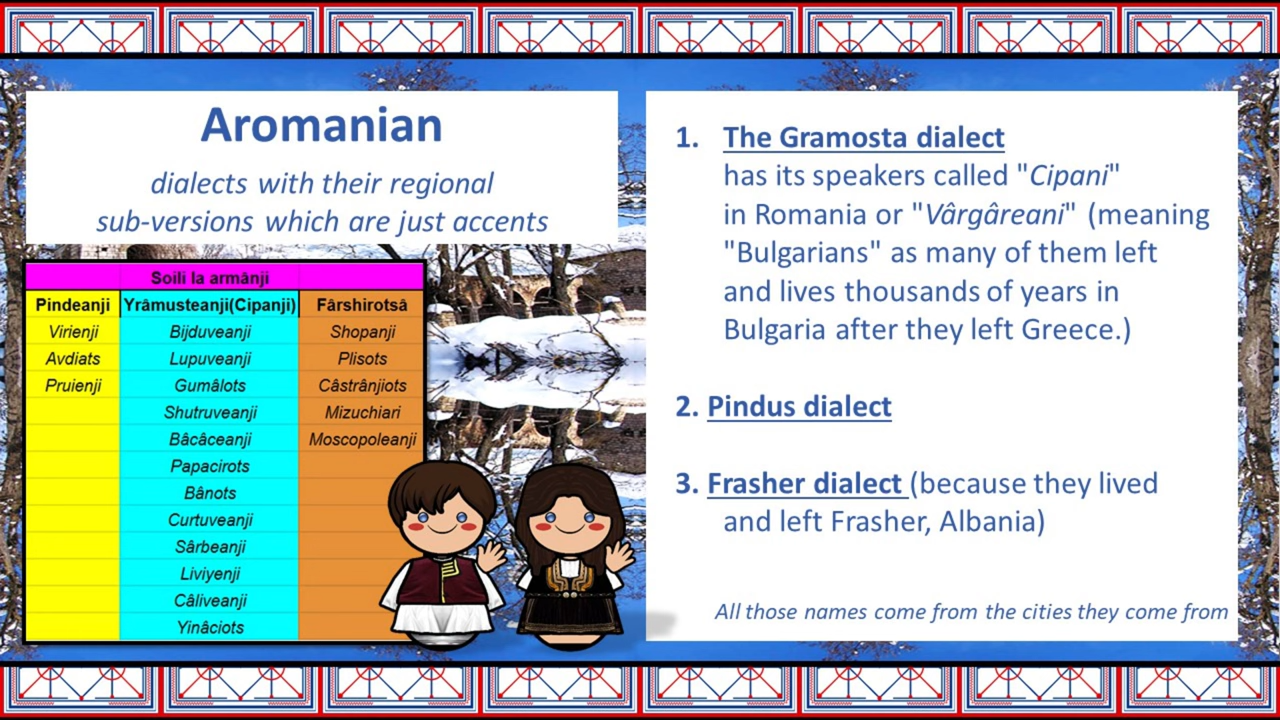 Aromanian
dialects with their regional
sub-versions which are just accents
Soili la armânji
Pindeanji Yrâmusteanji(Cipanji) Fârshirotsâ
Virienji Bijduveanji Shopanji
Avdiats Lupuveanji Plisots
Pruienji Gumâlots Câstrânjiots
Shutruveanji Mizuchiari
Bâcâceanji Moscopoleanji
Papacirots
Bânots
Curtuveanji
Sârbeanji
Liviyenji
Câliveanji
Yinâciots
1. The Gramosta dialect
has its speakers called "Cipani"
in Romania or "Vârgâreani" (meaning
"Bulgarians" as many of them left
and lives thousands of years in
Bulgaria after they left Greece.)
2. Pindus dialect
3. Frasher dialect (because they lived
and left Frasher, Albania)
All those names come from the cities they come from